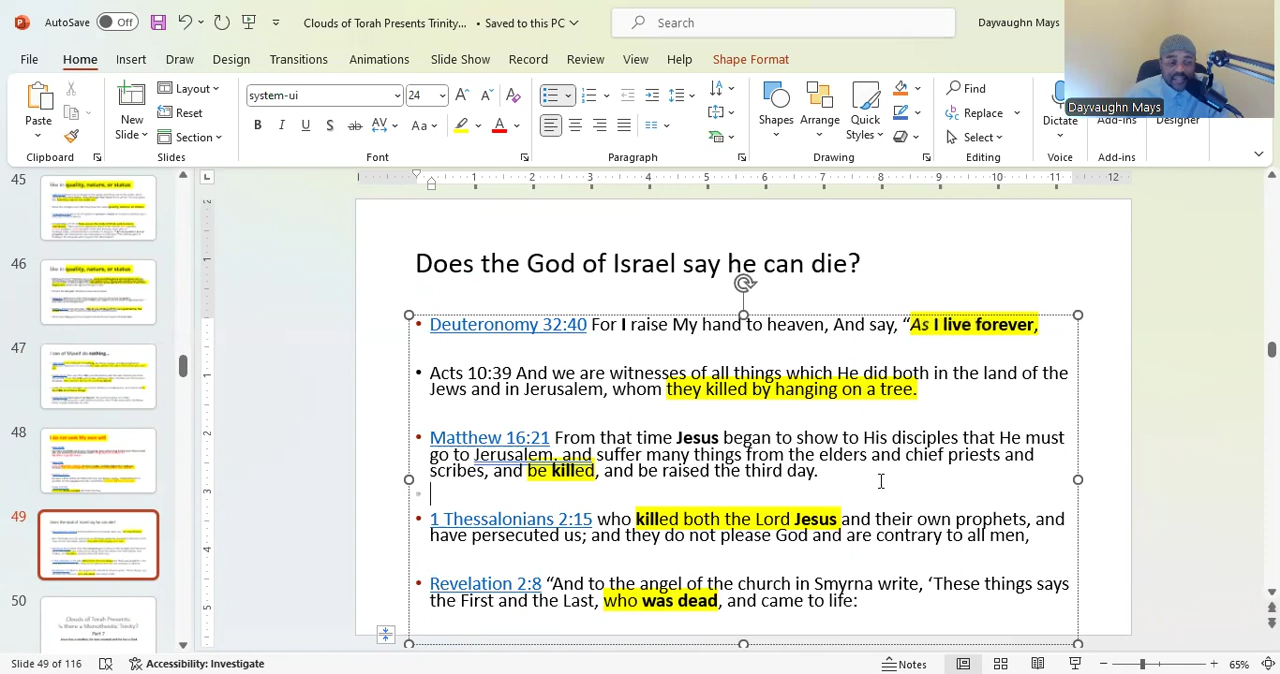 AutoSave Off Clouds of Torah Presents Trinity... • Saved to this PC Search Dayvaughn Mays
File Home Insert Draw Design Transitions Animations Slide Record Review View Help Shape Format
Paste New Slide Layout Reset Section system-ui 24 Shapes Arrange Quick Styles Find Replace Select Dictate Add-ins Designer
Dayvaughn Mays
Clipboard Slides Font Paragraph Drawing Editing Voice Add-ins
45
46
47
48
49
50
Does the God of Israel say he can die?
• Deuteronomy 32:40 For I raise My hand to heaven, And say, “As I live forever,
• Acts 10:39 And we are witnesses of all things which He did both in the land of the
Jews and in Jerusalem, whom they killed by hanging on a tree.
• Matthew 16:21 From that time Jesus began to show to His disciples that He must
go to Jerusalem, and suffer many things from the elders and chief priests and
scribes, and be killed, and be raised the third day.
• 1 Thessalonians 2:15 who killed both the Lord Jesus and their own prophets, and
have persecuted us; and they do not please God and are contrary to all men,
• Revelation 2:8 “And to the angel of the church in Smyrna write, ‘These things says
the First and the Last, who was dead, and came to life:
Slide 49 of 116 Accessibility: Investigate Notes 65%